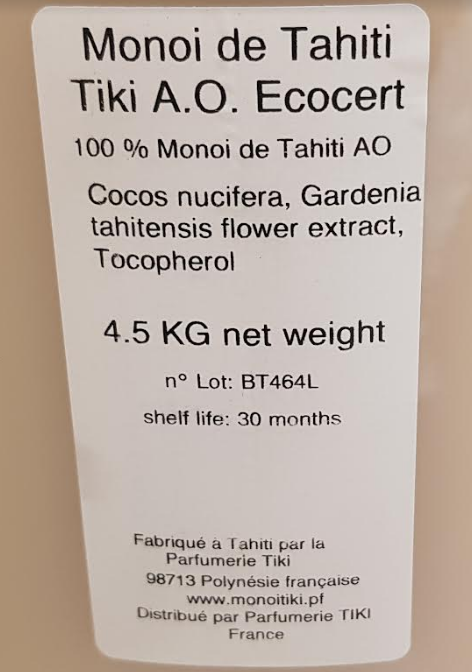 Monoi de Tahiti
Tiki A.O. Ecocert
100 % Monoi de Tahiti AO
Cocos nucifera, Gardenia
tahitensis flower extract,
Tocopherol
4.5 KG net weight
n° Lot: BT464L
shelf life: 30 months
Fabriqué à Tahiti par la
Parfumerie Tiki
98713 Polynésie française
www.monoitiki.pf
Distribué par Parfumerie TIKI
France